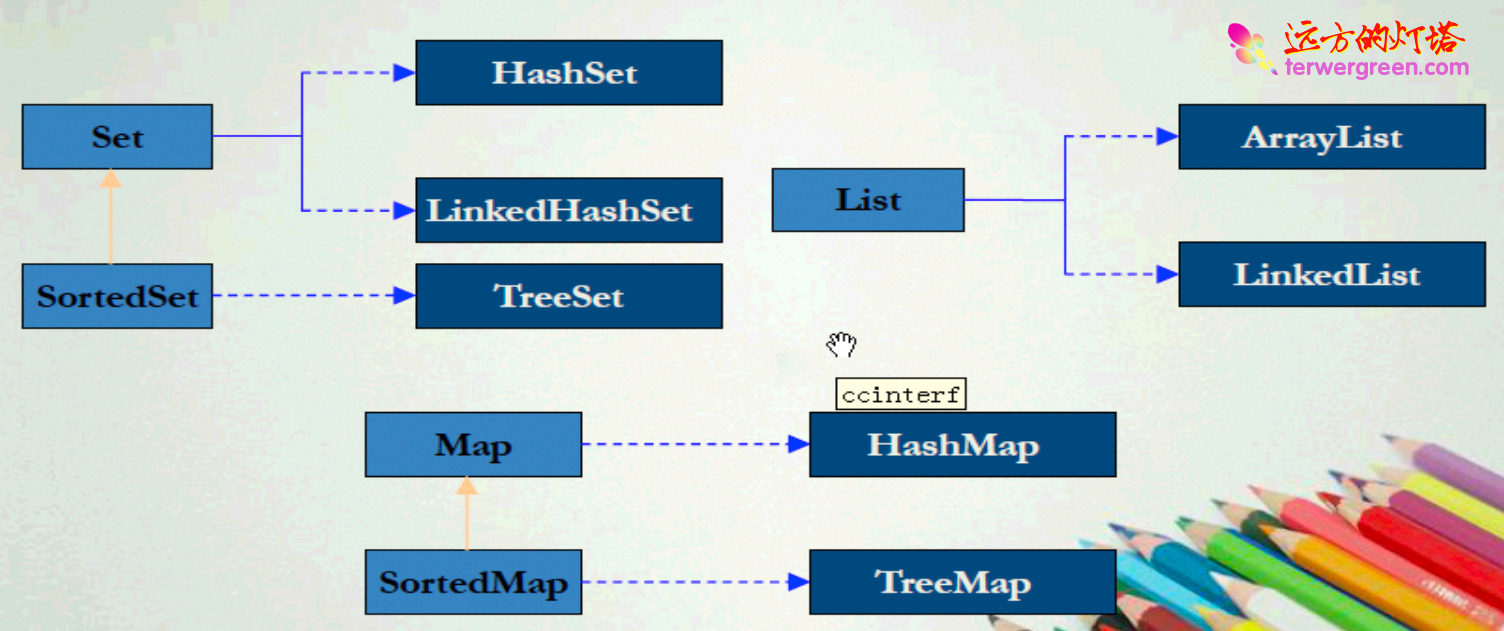 远方的灯塔
terwergreen.com
HashSet
Set
ArrayList
List
LinkedHashSet
LinkedList
SortedSet
TreeSet
ccinterf
Map
HashMap
SortedMap
TreeMap